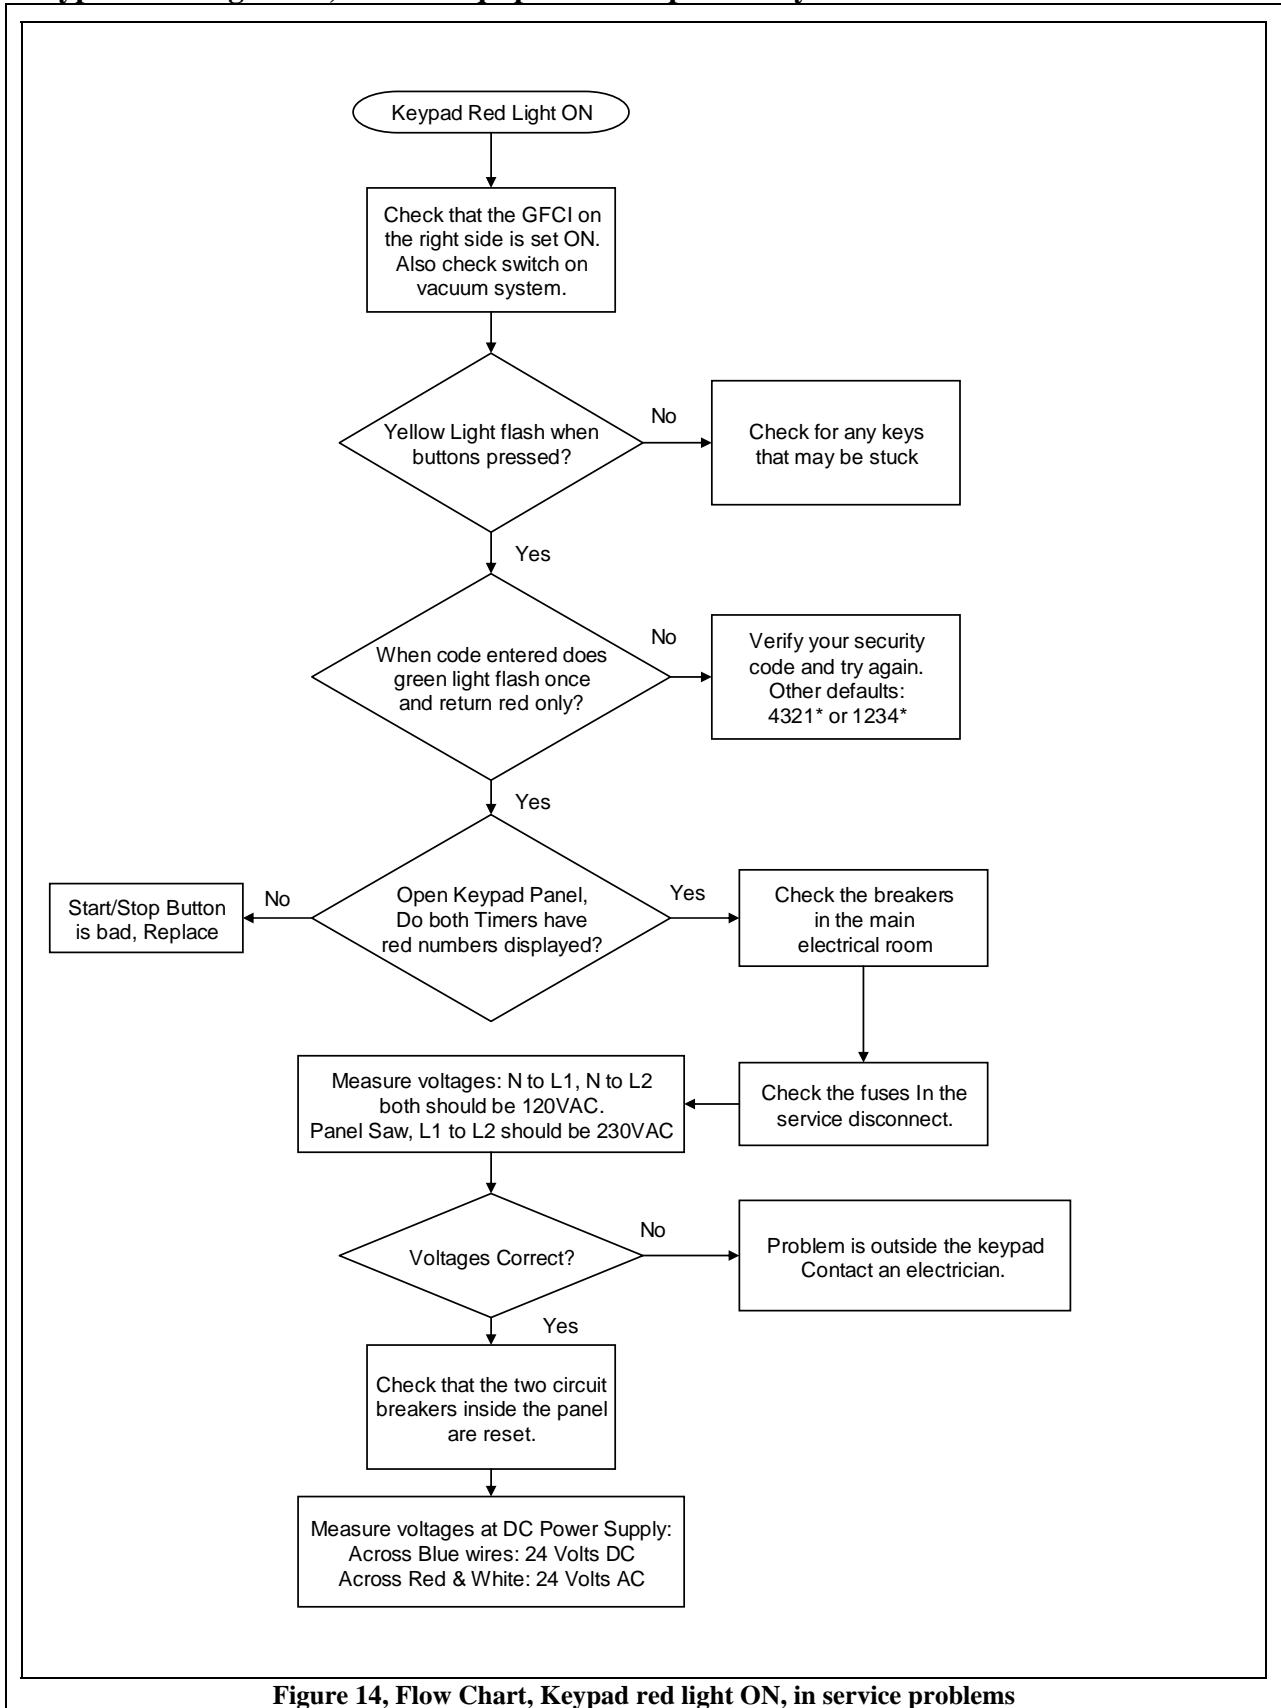 Keypad Red Light ON
Check that the GFCI on
the right side is set ON.
Also check switch on
vacuum system.
Yellow Light flash when
buttons pressed?
No
Check for any keys
that may be stuck
Yes
When code entered does
green light flash once
and return red only?
No
Verify your security
code and try again.
Other defaults:
4321* or 1234*
Yes
Open Keypad Panel,
Do both Timers have
red numbers displayed?
No
Start/Stop Button
is bad, Replace
Yes
Check the breakers
in the main
electrical room
Check the fuses In the
service disconnect.
Measure voltages: N to L1, N to L2
both should be 120VAC.
Panel Saw, L1 to L2 should be 230VAC
Voltages Correct?
No
Problem is outside the keypad
Contact an electrician.
Yes
Check that the two circuit
breakers inside the panel
are reset.
Measure voltages at DC Power Supply:
Across Blue wires: 24 Volts DC
Across Red & White: 24 Volts AC
Figure 14, Flow Chart, Keypad red light ON, in service problems